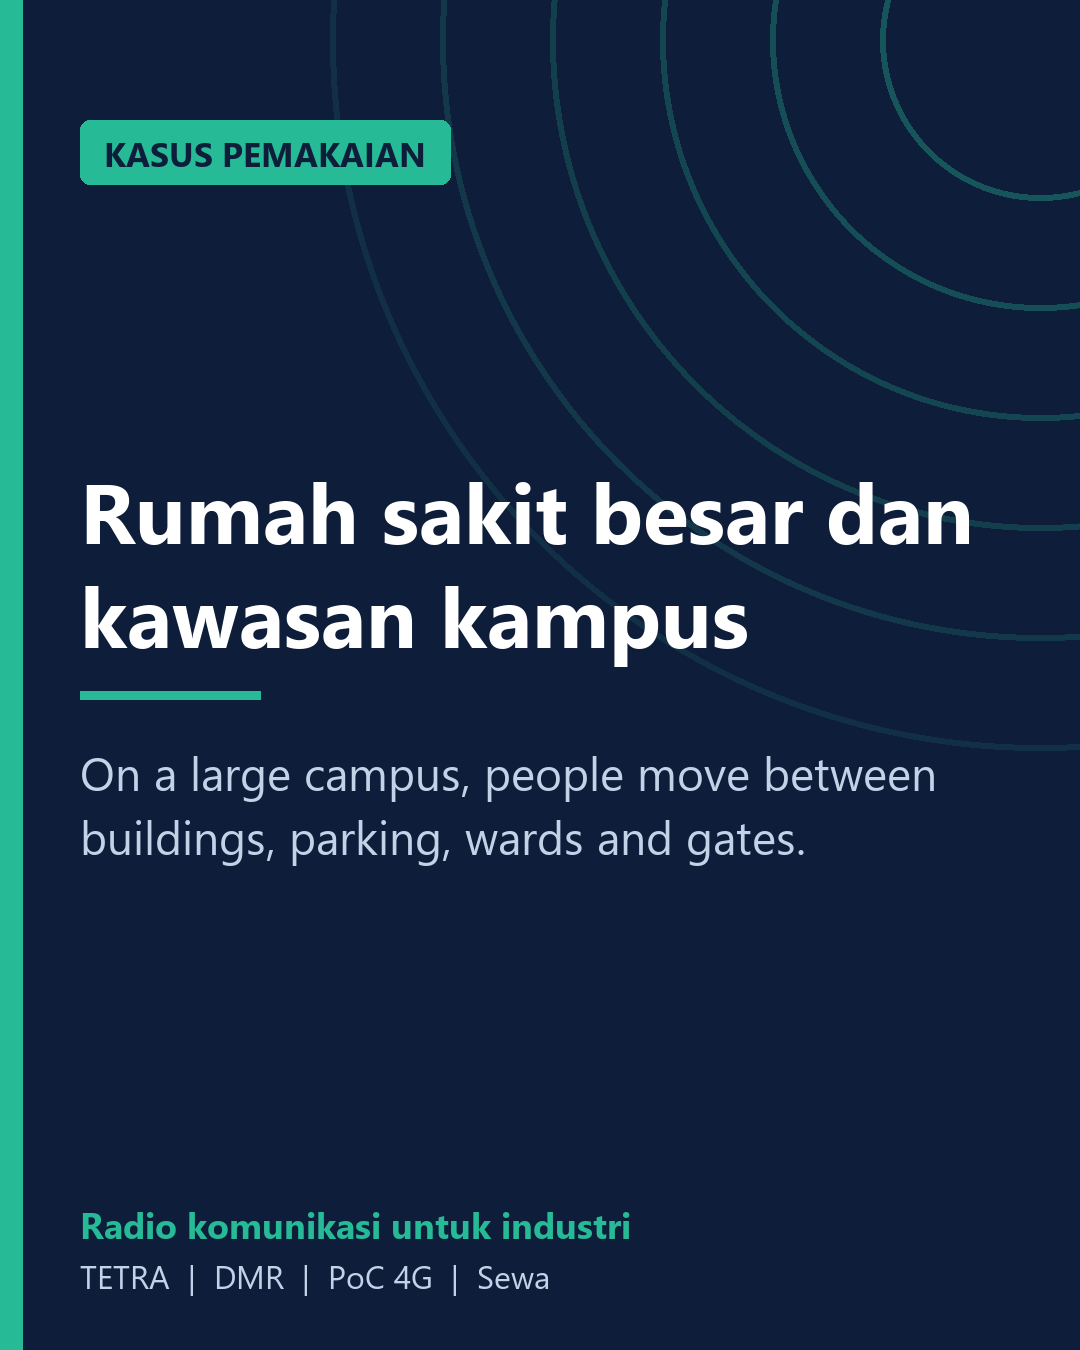 KASUS PEMAKAIAN
Rumah sakit besar dan
kawasan kampus
On a large campus, people move between
buildings, parking, wards and gates.
Radio komunikasi untuk industri
TETRA | DMR | PoC 4G | Sewa